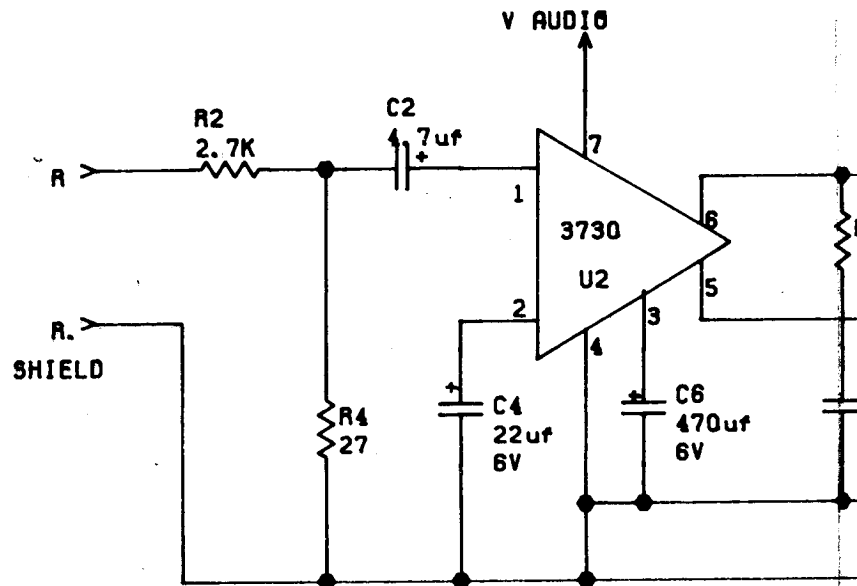 V AUDIO
R2
2.7K
C2
4.7uf
+
R
1
7
3730
U2
6
5
2
3
4
R.
SHIELD
R4
27
+
C4
22uf
6V
+
C6
470uf
6V